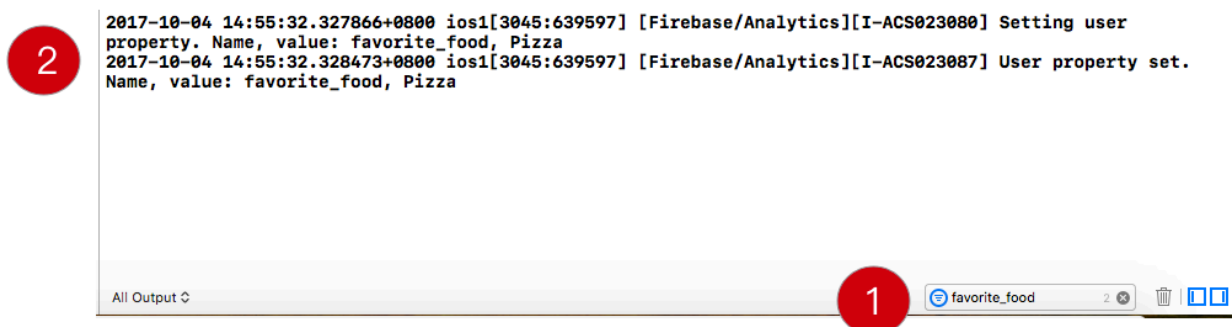 2017-10-04 14:55:32.327866+0800 ios1[3045:639597] [Firebase/Analytics][I-ACS023080] Setting user
property. Name, value: favorite_food, Pizza
2017-10-04 14:55:32.328473+0800 ios1[3045:639597] [Firebase/Analytics][I-ACS023087] User property set.
Name, value: favorite_food, Pizza
2
All Output
1
favorite_food 2